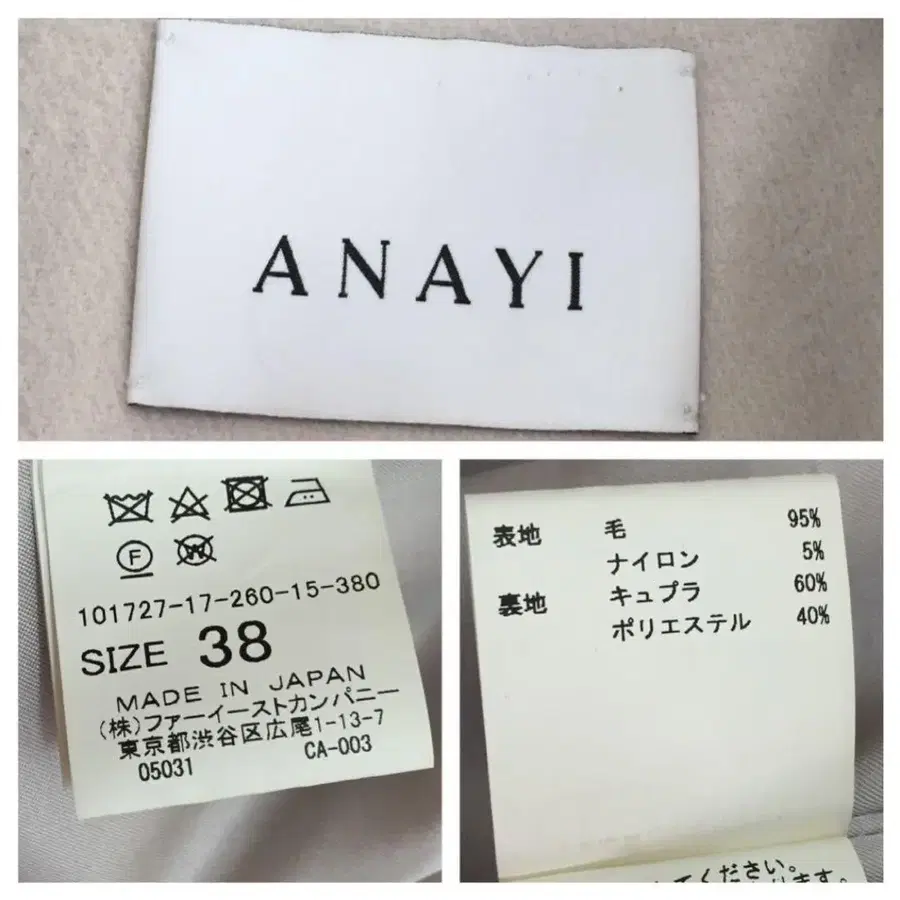 ANAYI
F
W
101727-17-260-15-380
SIZE 38
MADE IN JAPAN
(株)ファーイーストカンパニー
東京都渋谷区広尾1-13-7
05031 CA-003
表地 毛 95%
ナイロン 5%
裏地 キュプラ 60%
ポリエステル 40%
てください。